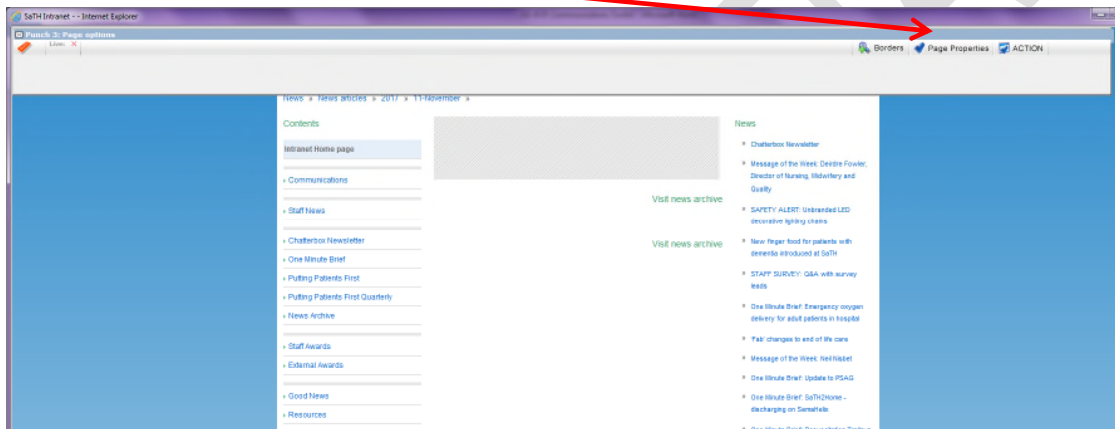 SaTH Intranet - - Internet Explorer
Punch 3: Page options
Live: X
Borders
Page Properties
ACTION
News » News articles » 2017 » 11-November »
Contents
Intranet Home page
Communications
Staff News
Chatterbox Newsletter
One Minute Brief
Putting Patients First
Putting Patients First Quarterly
News Archive
Staff Awards
External Awards
Good News
Resources
Visit news archive
Visit news archive
News
Chatterbox Newsletter
Message of the Week: Deirdre Fowler,
Director of Nursing, Midwifery and
Quality
SAFETY ALERT: Unbranded LED
decorative lighting chains
New finger food for patients with
dementia introduced at SaTH
STAFF SURVEY: Q&A with survey
leads
One Minute Brief: Emergency oxygen
delivery for adult patients in hospital
'Fab' changes to end of life care
Message of the Week: Neil Nisbet
One Minute Brief: Update to PSAG
One Minute Brief: SaTH2Home -
discharging on SemaHelix
One Minute Brief: